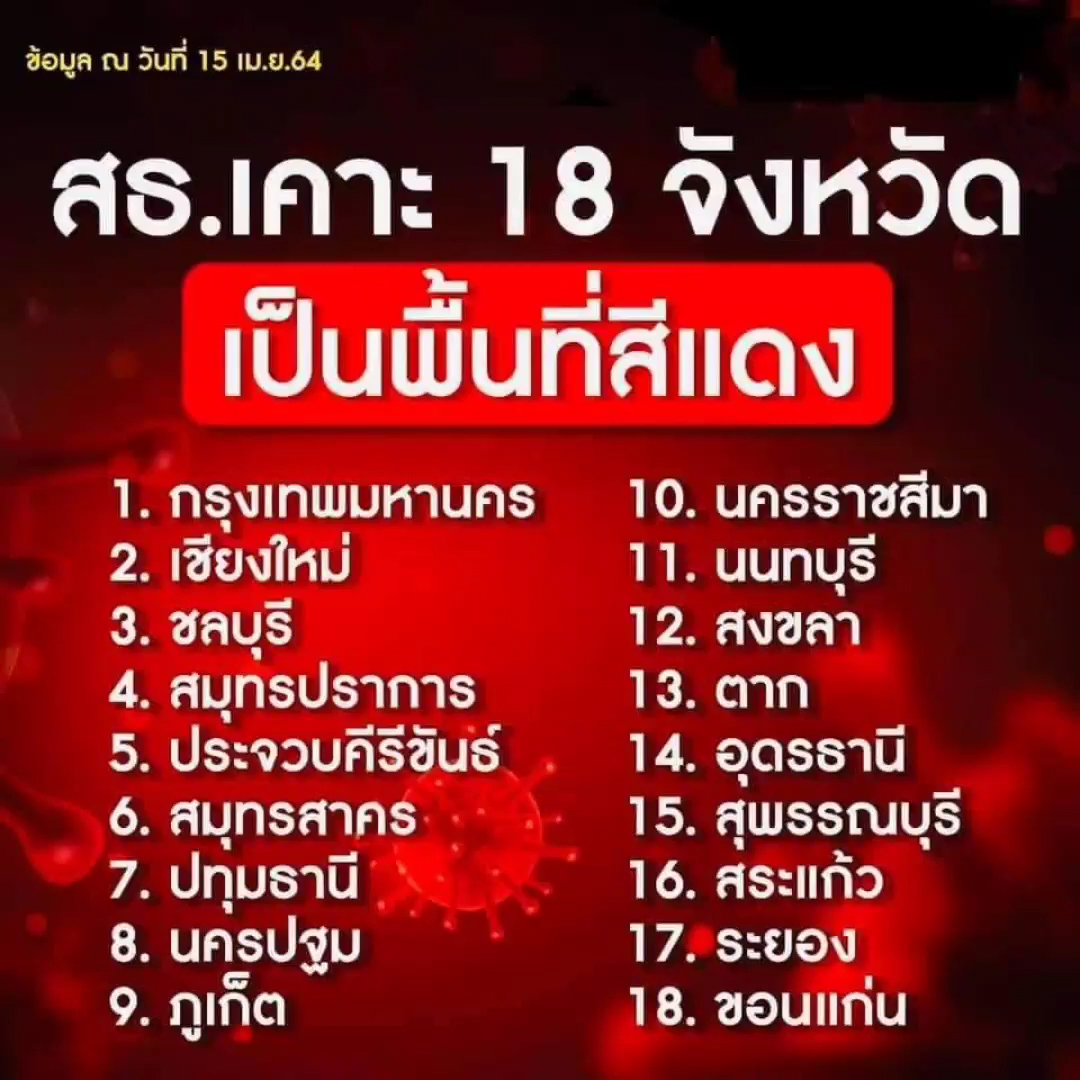 ข้อมูล ณ วันที่ 15 เม.ย.64
สธ.เคาะ 18 จังหวัด
เป็นพื้นที่สีแดง
1. กรุงเทพมหานคร
2. เชียงใหม่
3. ชลบุรี
4. สมุทรปราการ
5. ประจวบคีรีขันธ์
6. สมุทรสาคร
7. ปทุมธานี
8. นครปฐม
9. ภูเก็ต
10. นครราชสีมา
11. นนทบุรี
12. สงขลา
13. ตาก
14. อุดรธานี
15. สุพรรณบุรี
16. สระแก้ว
17. ระยอง
18. ขอนแก่น